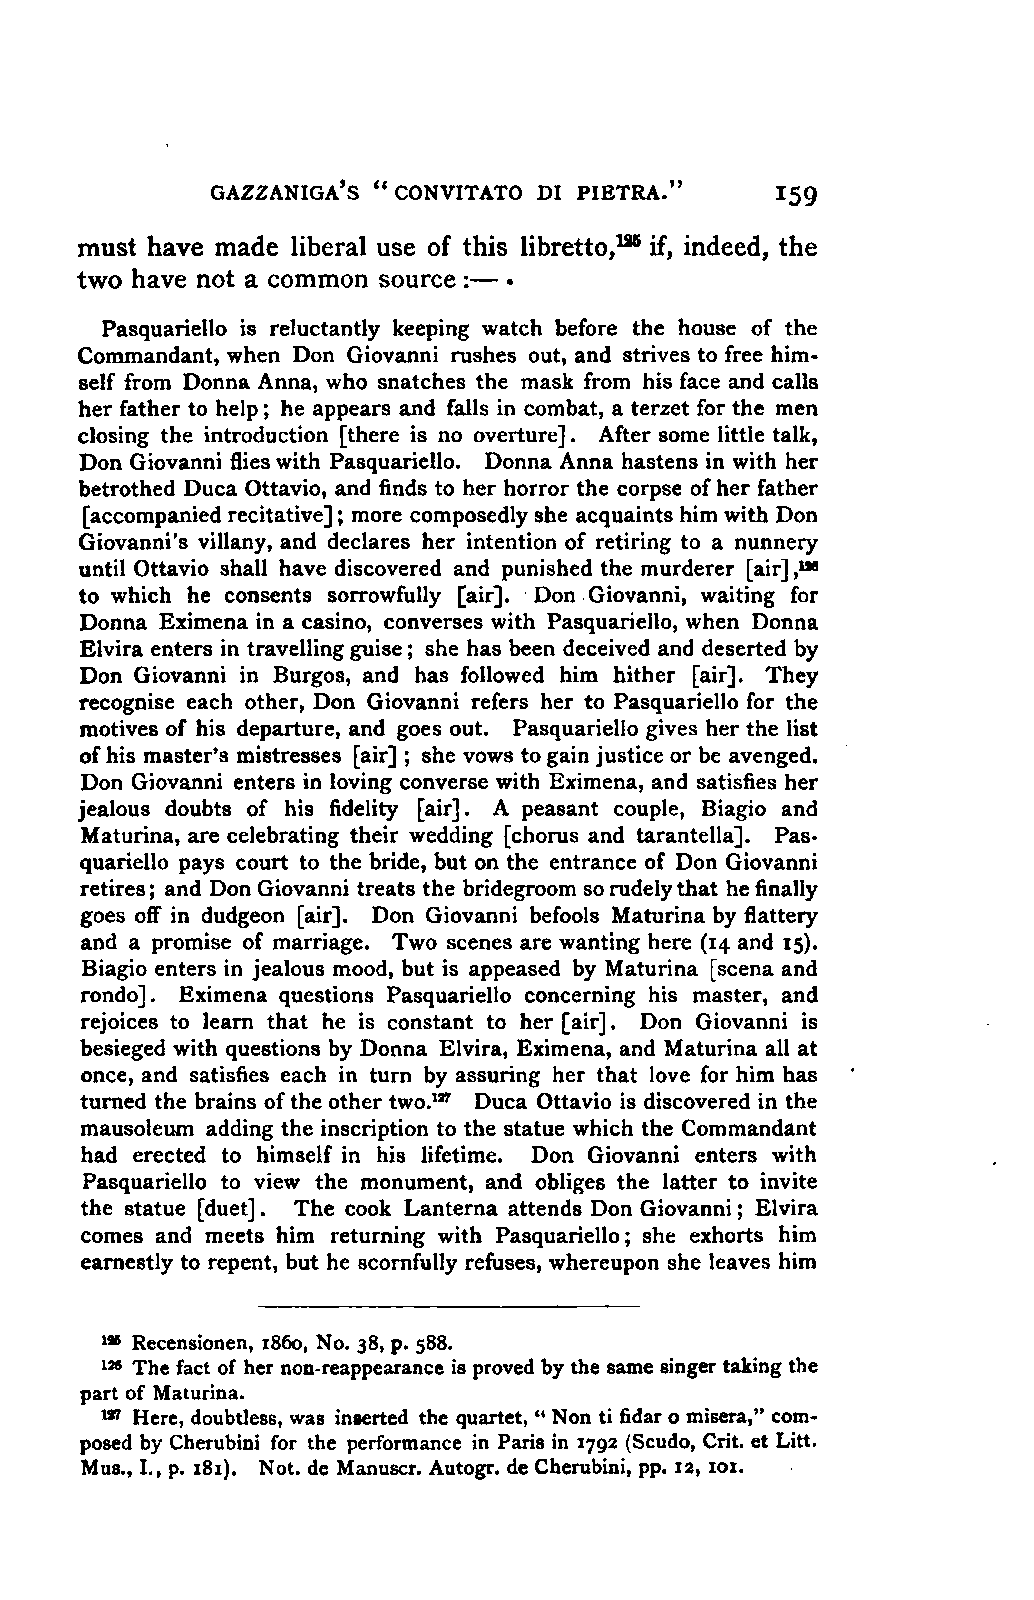 GAZZANIGA'S "CONVITATO DI PIETRA." 159
must have made liberal use of this libretto,¹²⁵ if, indeed, the
two have not a common source :—
Pasquariello is reluctantly keeping watch before the house of the
Commandant, when Don Giovanni rushes out, and strives to free him-
self from Donna Anna, who snatches the mask from his face and calls
her father to help; he appears and falls in combat, a terzet for the men
closing the introduction [there is no overture]. After some little talk,
Don Giovanni flies with Pasquariello. Donna Anna hastens in with her
betrothed Duca Ottavio, and finds to her horror the corpse of her father
[accompanied recitative]; more composedly she acquaints him with Don
Giovanni's villany, and declares her intention of retiring to a nunnery
until Ottavio shall have discovered and punished the murderer [air],¹²⁶
to which he consents sorrowfully [air]. Don Giovanni, waiting for
Donna Eximena in a casino, converses with Pasquariello, when Donna
Elvira enters in travelling guise; she has been deceived and deserted by
Don Giovanni in Burgos, and has followed him hither [air]. They
recognise each other, Don Giovanni refers her to Pasquariello for the
motives of his departure, and goes out. Pasquariello gives her the list
of his master's mistresses [air]; she vows to gain justice or be avenged.
Don Giovanni enters in loving converse with Eximena, and satisfies her
jealous doubts of his fidelity [air]. A peasant couple, Biagio and
Maturina, are celebrating their wedding [chorus and tarantella]. Pas-
quariello pays court to the bride, but on the entrance of Don Giovanni
retires; and Don Giovanni treats the bridegroom so rudely that he finally
goes off in dudgeon [air]. Don Giovanni befools Maturina by flattery
and a promise of marriage. Two scenes are wanting here (14 and 15).
Biagio enters in jealous mood, but is appeased by Maturina [scena and
rondo]. Eximena questions Pasquariello concerning his master, and
rejoices to learn that he is constant to her [air]. Don Giovanni is
besieged with questions by Donna Elvira, Eximena, and Maturina all at
once, and satisfies each in turn by assuring her that love for him has
turned the brains of the other two.¹²⁷ Duca Ottavio is discovered in the
mausoleum adding the inscription to the statue which the Commandant
had erected to himself in his lifetime. Don Giovanni enters with
Pasquariello to view the monument, and obliges the latter to invite
the statue [duet]. The cook Lanterna attends Don Giovanni; Elvira
comes and meets him returning with Pasquariello; she exhorts him
earnestly to repent, but he scornfully refuses, whereupon she leaves him
¹²⁵ Recensionen, 1860, No. 38, p. 588.
¹²⁶ The fact of her non-reappearance is proved by the same singer taking the
part of Maturina.
¹²⁷ Here, doubtless, was inserted the quartet, "Non ti fidar o misera," com-
posed by Cherubini for the performance in Paris in 1792 (Scudo, Crit. et Litt.
Mus., I., p. 181). Not. de Manuscr. Autogr. de Cherubini, pp. 12, 101.